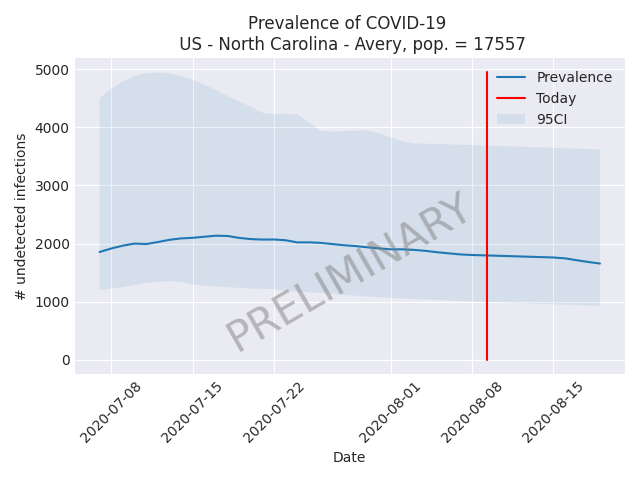 Prevalence of COVID-19
US - North Carolina - Avery, pop. = 17557
5000
4000
3000
2000
1000
0
# undetected infections
Prevalence
Today
95CI
PRELIMINARY
2020-07-08
2020-07-15
2020-07-22
2020-08-01
2020-08-08
2020-08-15
Date